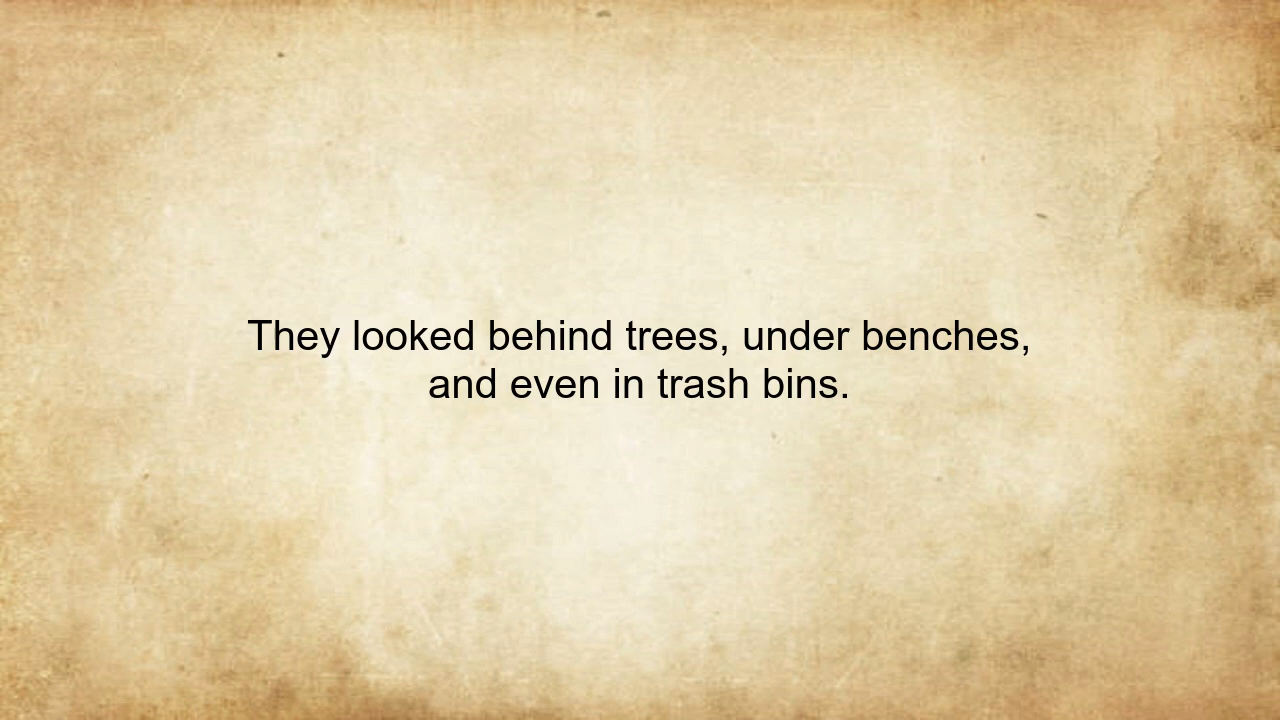 They looked behind trees, under benches,
and even in trash bins.